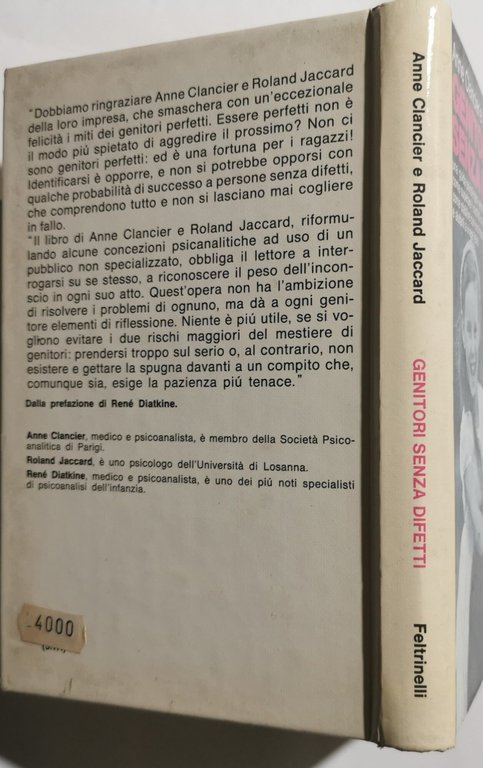 "Dobbiamo ringraziare Anne Clancier e Roland Jaccard
della loro impresa, che smaschera con un'eccezionale
felicità i miti dei genitori perfetti. Essere perfetti non è
il modo piú spietato di aggredire il prossimo? Non ci
sono genitori perfetti: ed è una fortuna per i ragazzi!
Identificarsi è opporre, e non si potrebbe opporsi con
qualche probabilità di successo a persone senza difetti,
che comprendono tutto e non si lasciano mai cogliere
in fallo.
"Il libro di Anne Clancier e Roland Jaccard, riformu-
lando alcune concezioni psicanalitiche ad uso di un
pubblico non specializzato, obbliga il lettore a inter-
rogarsi su se stesso, a riconoscere il peso dell'incon-
scio in ogni suo atto. Quest'opera non ha l'ambizione
di risolvere i problemi di ognuno, ma dà a ogni geni-
tore elementi di riflessione. Niente è piú utile, se si vo-
gliono evitare i due rischi maggiori del mestiere di
genitori: prendersi troppo sul serio o, al contrario, non
esistere e gettare la spugna davanti a un compito che,
comunque sia, esige la pazienza piú tenace."
Dalla prefazione di René Diatkine.
Anne Clancier, medico e psicoanalista, è membro della Società Psico-
analitica di Parigi.
Roland Jaccard, è uno psicologo dell'Università di Losanna.
René Diatkine, medico e psicoanalista, è uno dei piú noti specialisti
di psicoanalisi dell'infanzia.
4000
Anne Clancier e Roland Jaccard
GENITORI SENZA DIFETTI
Feltrinelli